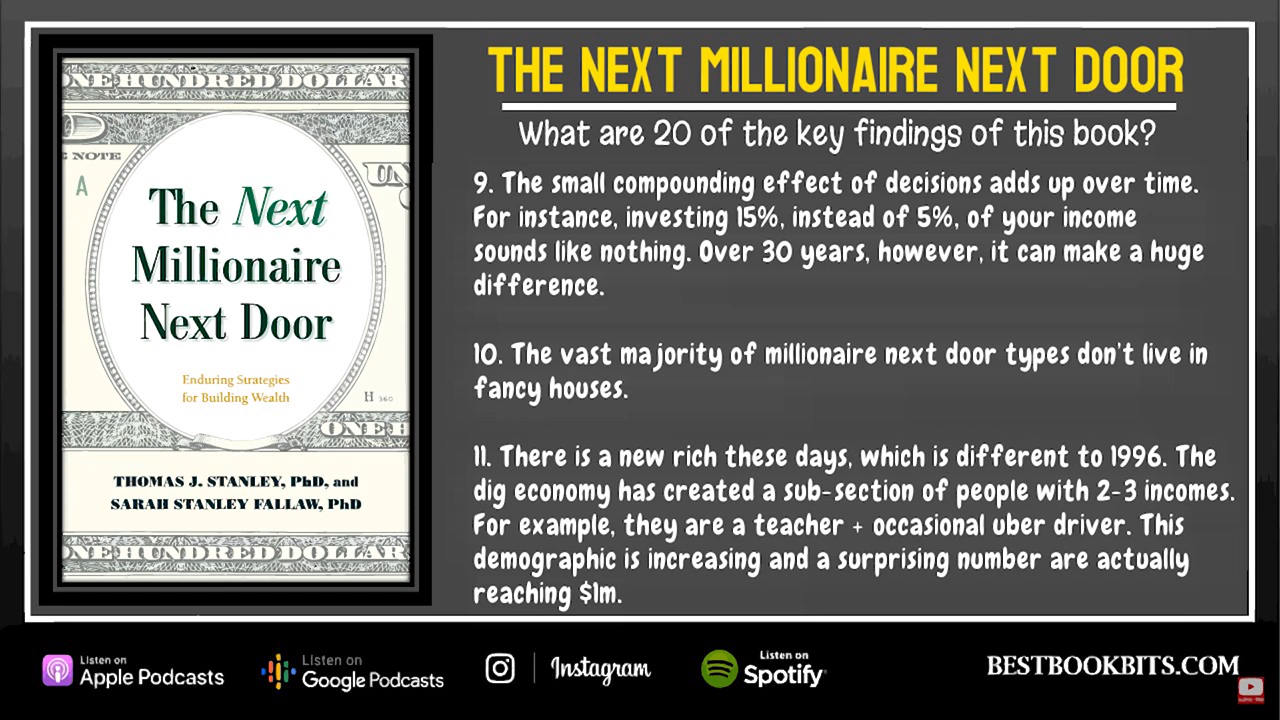 THE NEXT MILLIONAIRE NEXT DOOR
What are 20 of the key findings of this book?
9. The small compounding effect of decisions adds up over time.
For instance, investing 15%, instead of 5%, of your income
sounds like nothing. Over 30 years, however, it can make a huge
difference.
10. The vast majority of millionaire next door types don't live in
fancy houses.
11. There is a new rich these days, which is different to 1996. The
dig economy has created a sub-section of people with 2-3 incomes.
For example, they are a teacher + occasional uber driver. This
demographic is increasing and a surprising number are actually
reaching $1m.
ONE HUNDRED DOLLAR
E NOTE
UN
A
The Next
Millionaire
Next Door
Enduring Strategies
for Building Wealth
H 360
ONE H
THOMAS J. STANLEY, PhD, and
SARAH STANLEY FALLAW, PhD
ONE HUNDRED DOLLAR
Listen on
Apple Podcasts
Listen on
Google Podcasts
Instagram
Listen on
Spotify
BESTBOOKBITS.COM